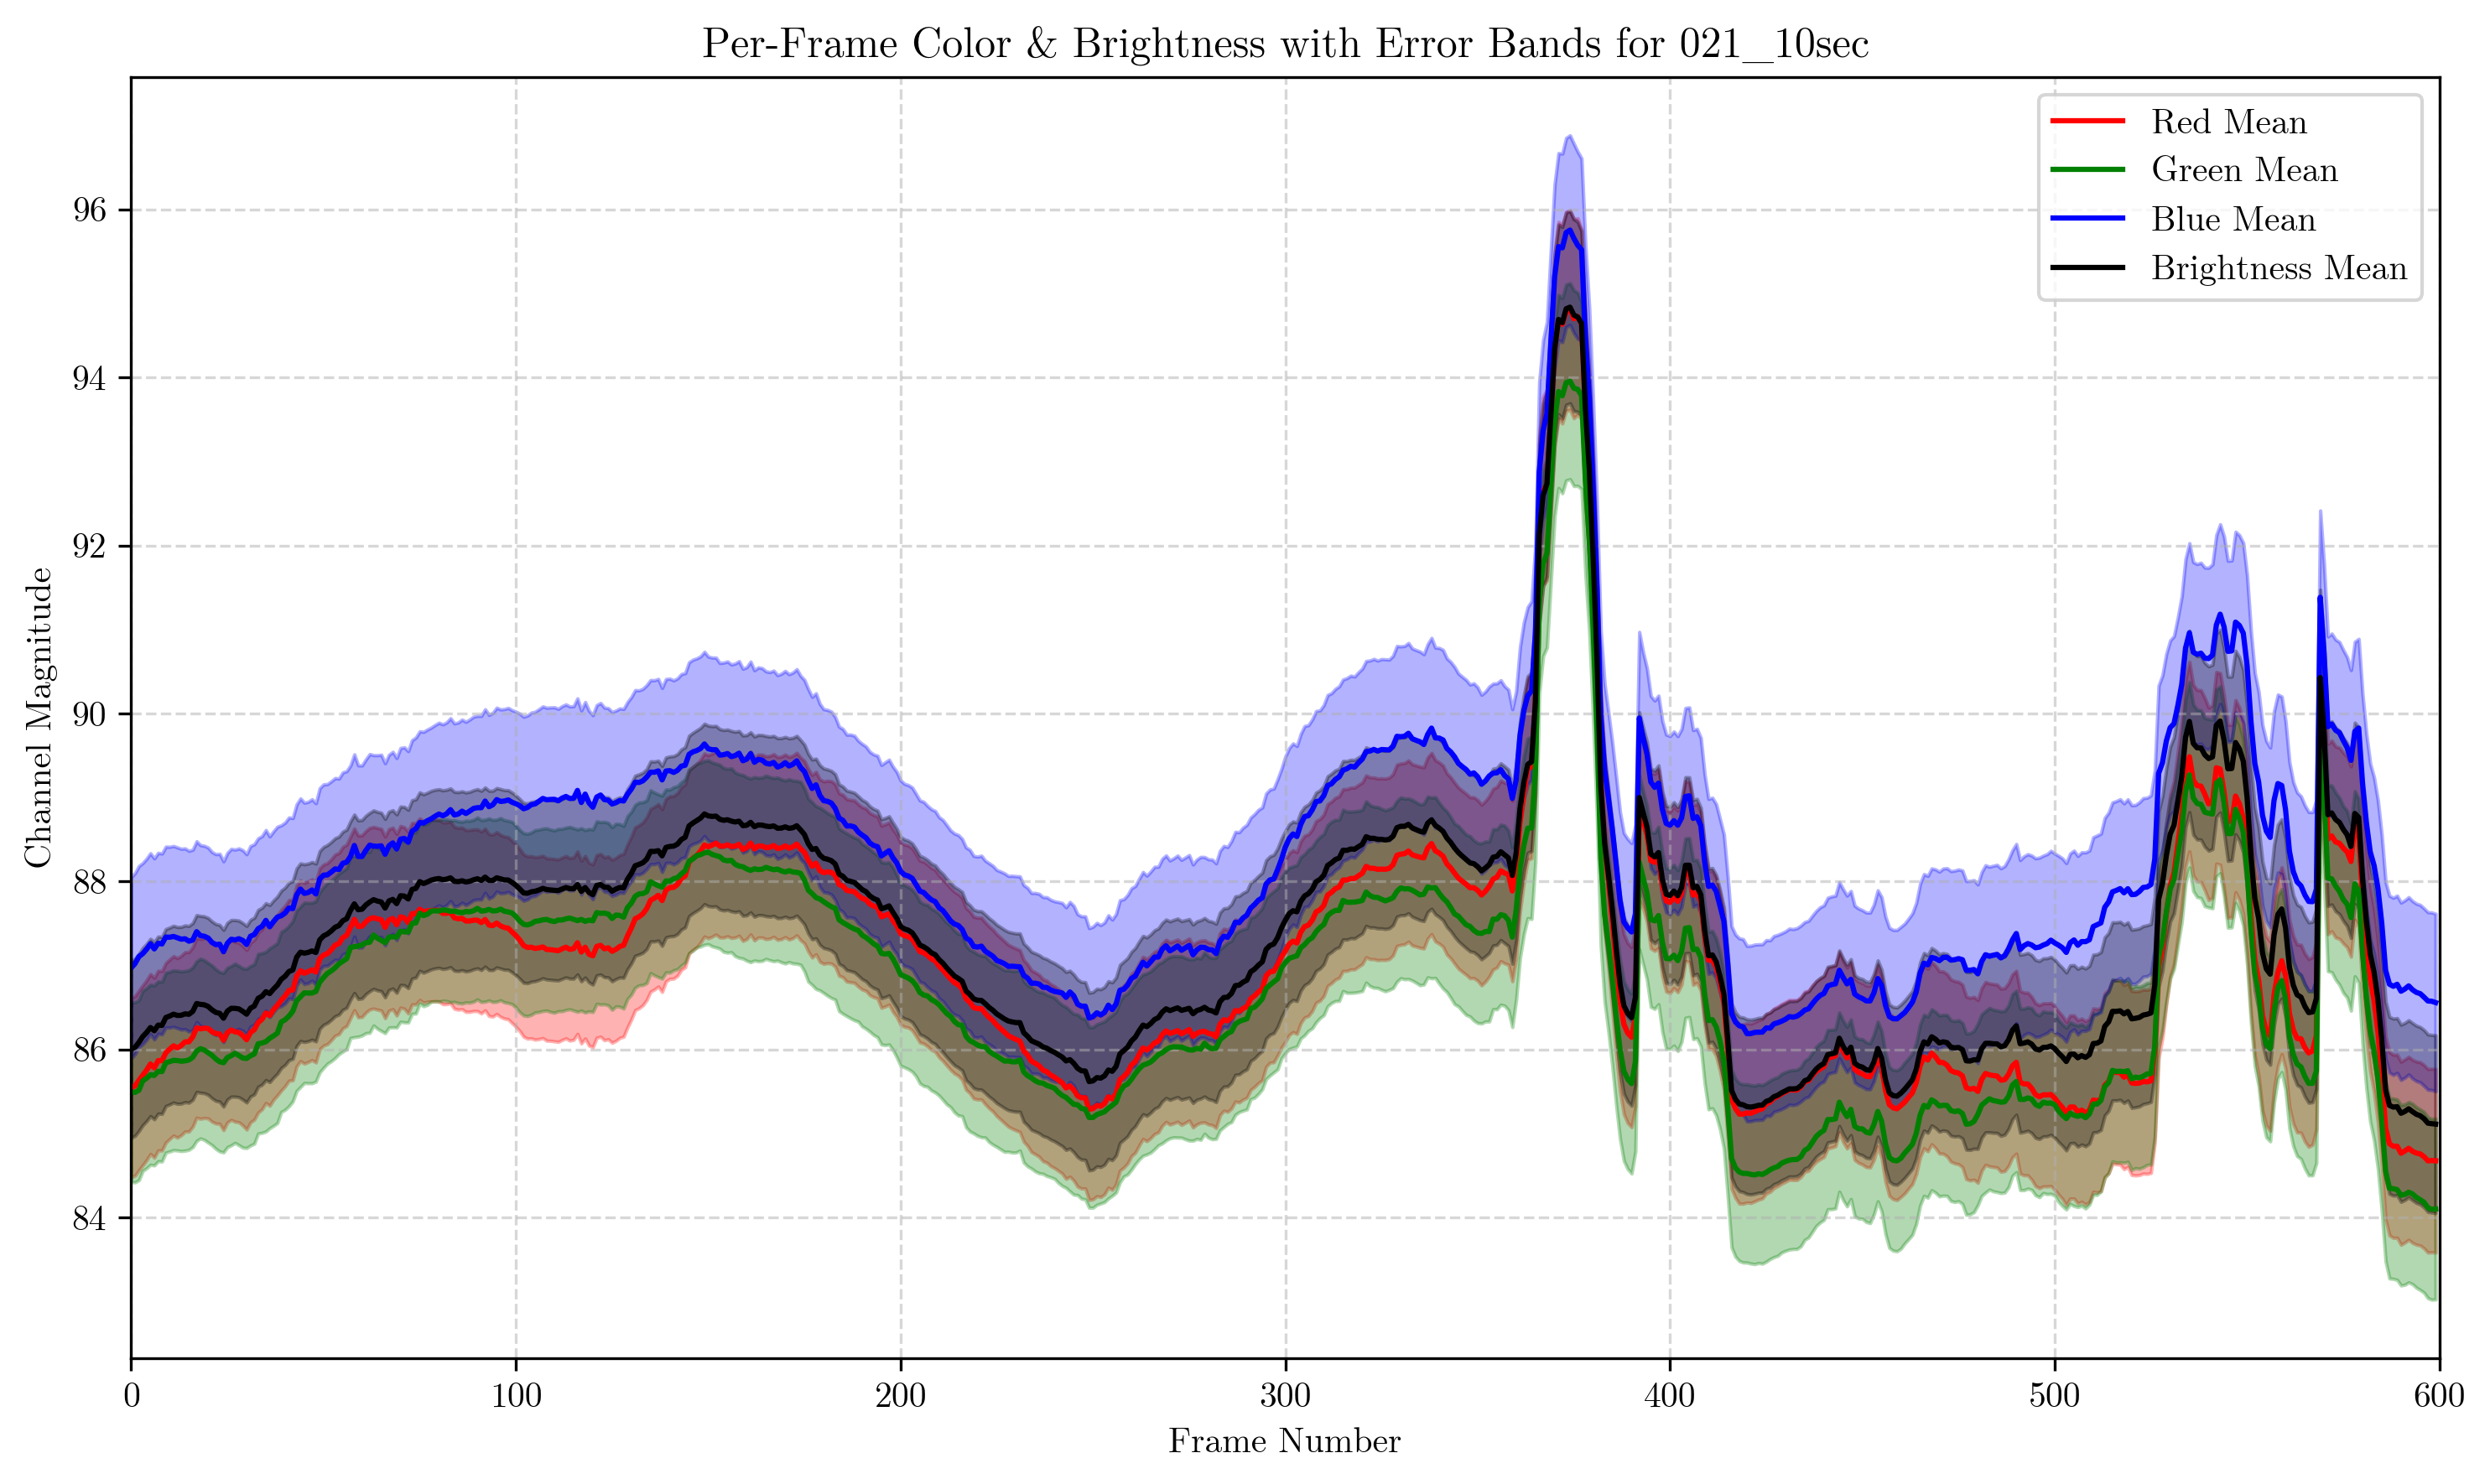 Per-Frame Color & Brightness with Error Bands for 021_10sec
Red Mean
Green Mean
Blue Mean
Brightness Mean
Channel Magnitude
96
94
92
90
88
86
84
0 100 200 300 400 500 600
Frame Number